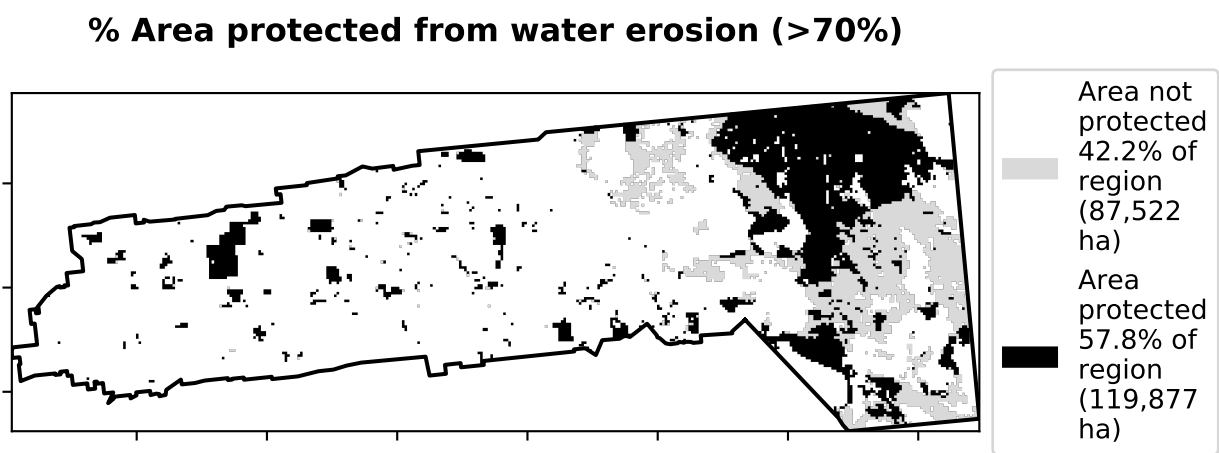 % Area protected from water erosion (>70%)
Area not
protected
42.2% of
region
(87,522
ha)
Area
protected
57.8% of
region
(119,877
ha)